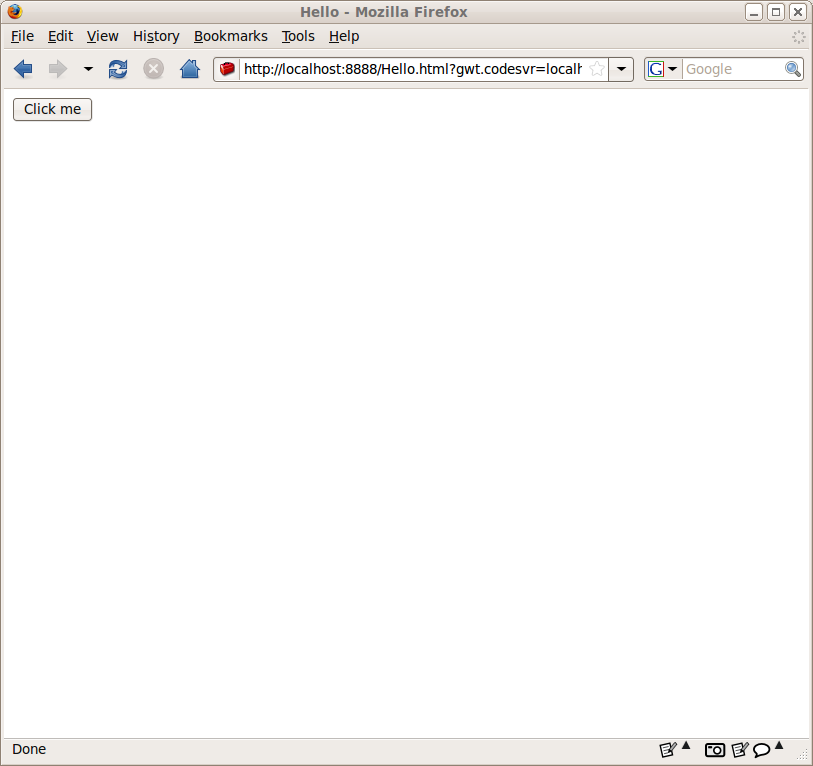 Hello - Mozilla Firefox
File Edit View History Bookmarks Tools Help
http://localhost:8888/Hello.html?gwt.codesvr=localh
G Google
Click me
Done